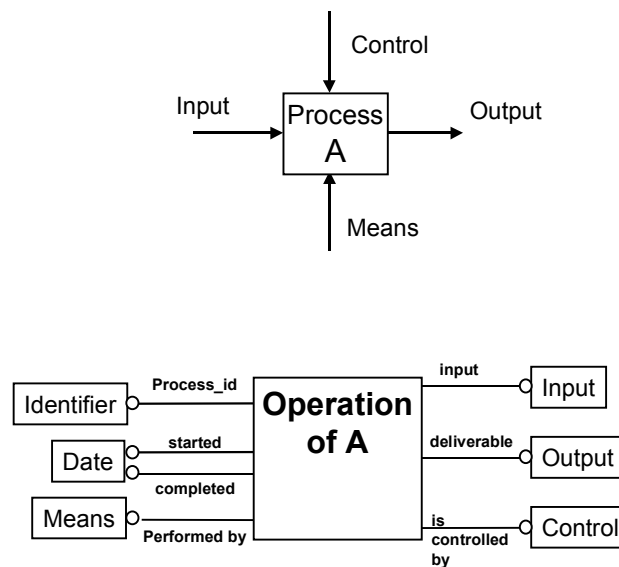 Control
Input
Process
A
Output
Means
Process_id
input
Identifier
Operation
of A
Input
started
deliverable
Date
Output
completed
Means
Performed by
is
controlled
by
Control